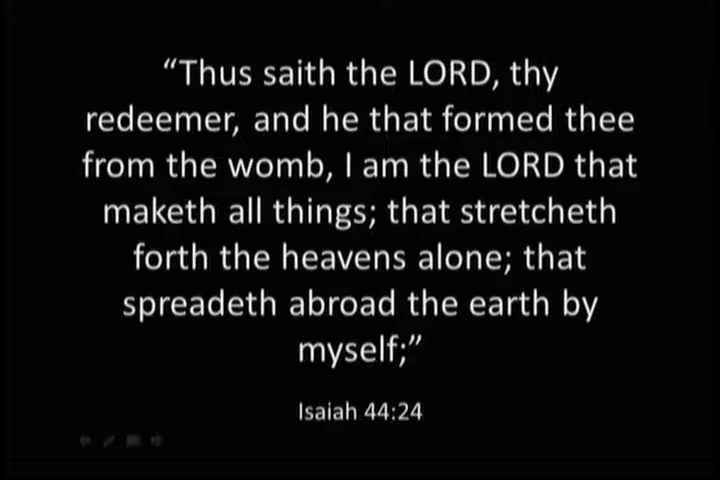 “Thus saith the LORD, thy
redeemer, and he that formed thee
from the womb, I am the LORD that
maketh all things; that stretcheth
forth the heavens alone; that
spreadeth abroad the earth by
myself;”
Isaiah 44:24